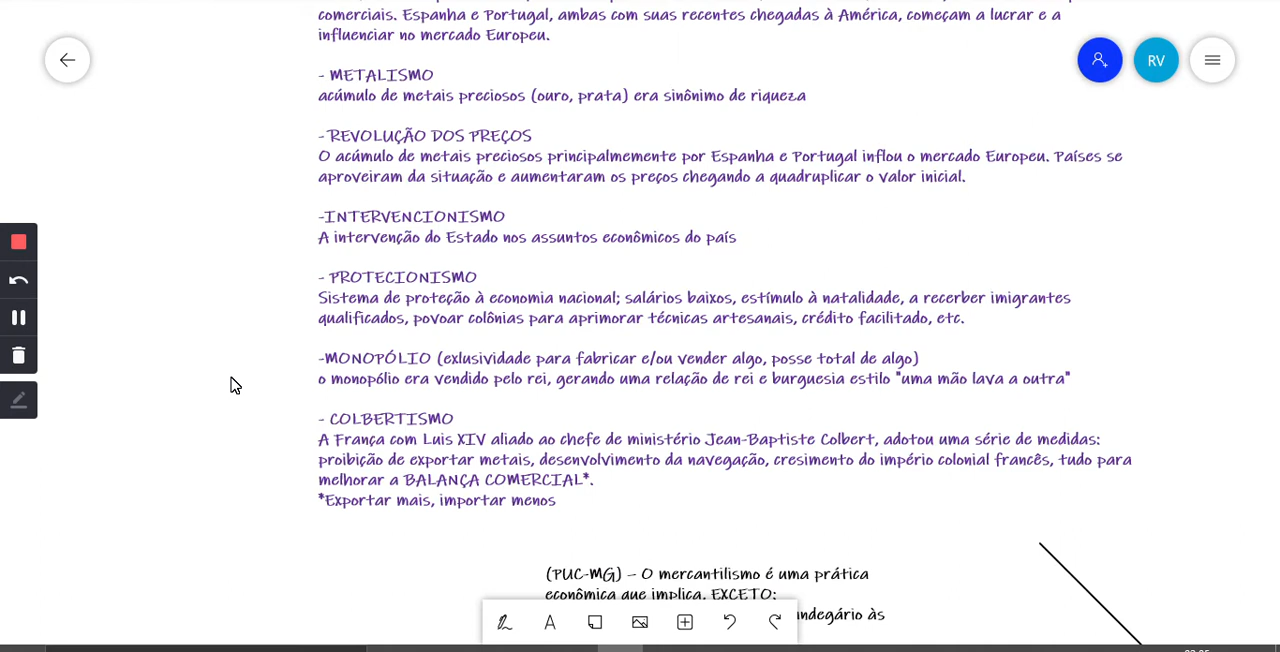 comerciais. Espanha e Portugal, ambas com suas recentes chegadas à América, começam a lucrar e a
influenciar no mercado Europeu.
RV
- METALISMO
acúmulo de metais preciosos (ouro, prata) era sinônimo de riqueza
- REVOLUÇÃO DOS PREÇOS
O acúmulo de metais preciosos principalmemente por Espanha e Portugal inflou o mercado Europeu. Países se
aproveiram da situação e aumentaram os preços chegando a quadruplicar o valor inicial.
-INTERVENCIONISMO
A intervenção do Estado nos assuntos econômicos do país
- PROTECIONISMO
Sistema de proteção à economia nacional; salários baixos, estímulo à natalidade, a recerber imigrantes
qualificados, povoar colônias para aprimorar técnicas artesanais, crédito facilitado, etc.
-MONOPÓLIO (exlusividade para fabricar e/ou vender algo, posse total de algo)
o monopólio era vendido pelo rei, gerando uma relação de rei e burguesia estilo "uma mão lava a outra"
- COLBERTISMO
A França com Luis XIV aliado ao chefe de ministério Jean-Baptiste Colbert, adotou uma série de medidas:
proibição de exportar metais, desenvolvimento da navegação, cresimento do império colonial francês, tudo para
melhorar a BALANÇA COMERCIAL*.
*Exportar mais, importar menos
(PUC-MG) – O mercantilismo é uma prática
econômica que implica, EXCETO:
às